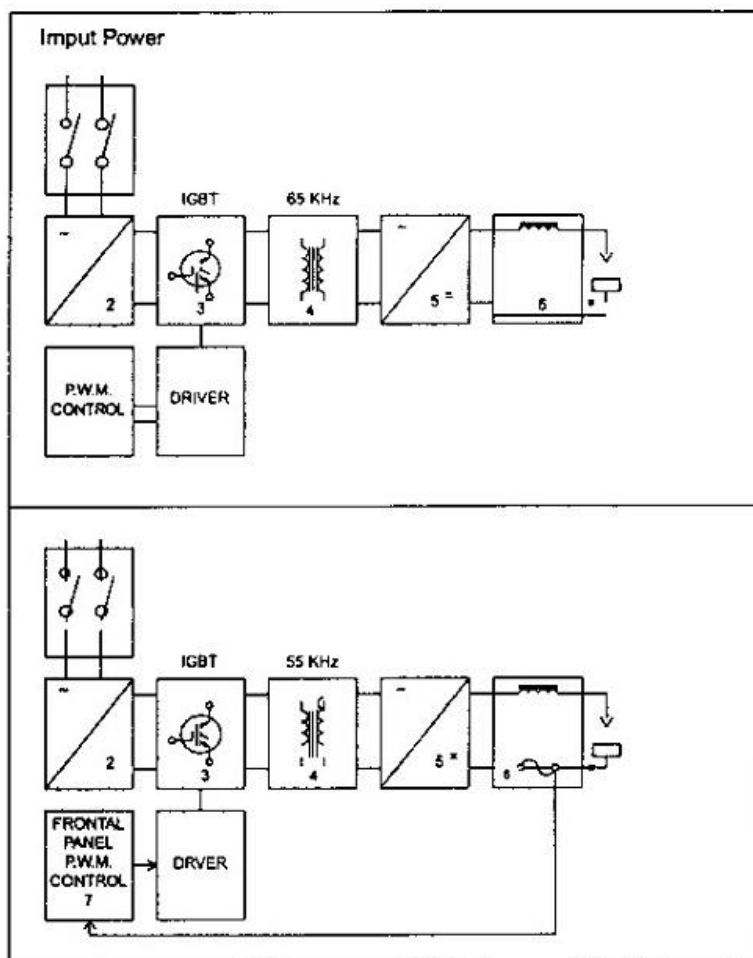 Imput Power
IGBT
65 KHz
~
~
2
3
4
5 =
6
P.W.M.
CONTROL
DRIVER
IGBT
55 KHz
~
~
2
3
4
5
6
FRONTAL
PANEL
P.W.M.
CONTROL
7
DRVER